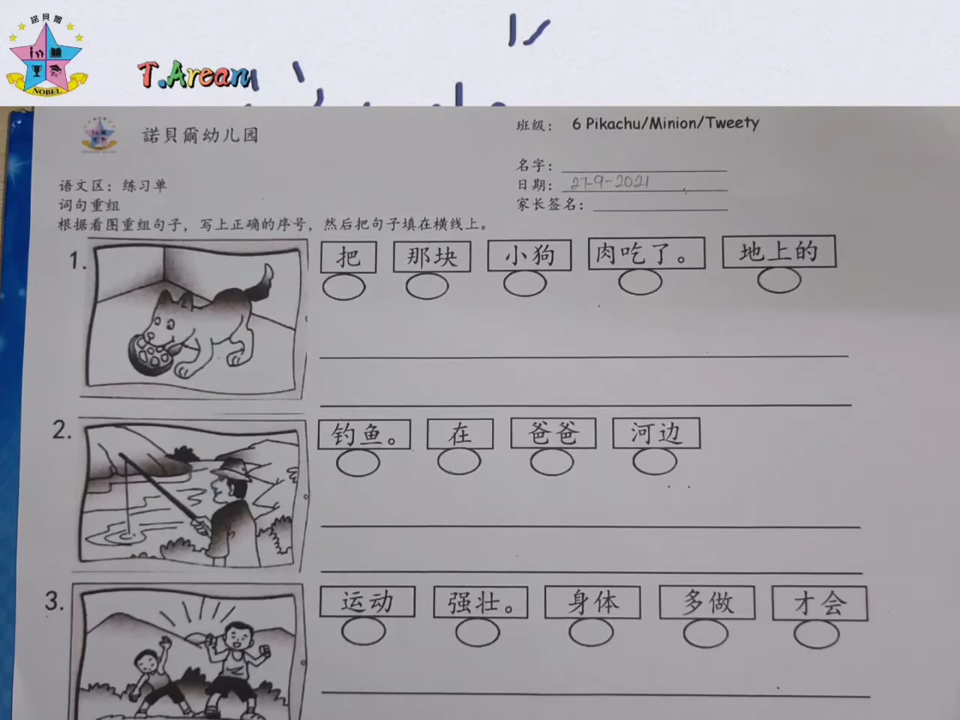 諾貝爾
NOBEL
T.Aream
諾貝爾幼儿园
班级: 6 Pikachu/Minion/Tweety
名字:
日期: 27-9-2021
家长签名:
语文区: 练习单
词句重组
根据看图重组句子, 写上正确的序号, 然后把句子填在横线上。
1. 把 那块 小狗 肉吃了。 地上的
2. 钓鱼。 在 爸爸 河边
3. 运动 强壮。 身体 多做 才会